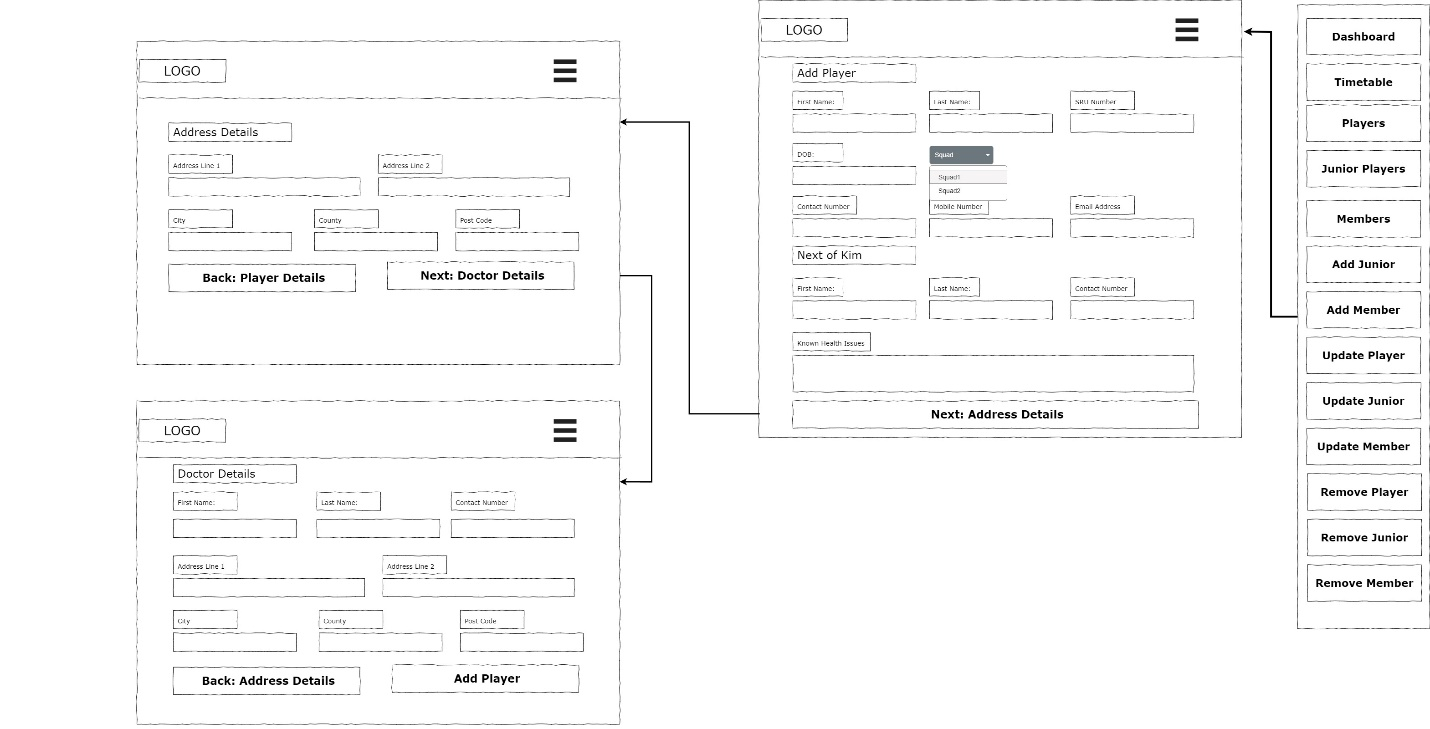 LOGO
Address Details
Address Line 1 Address Line 2
City County Post Code
Back: Player Details Next: Doctor Details
LOGO
Doctor Details
First Name: Last Name: Contact Number
Address Line 1 Address Line 2
City County Post Code
Back: Address Details Add Player
LOGO
Add Player
First Name: Last Name: SRU Number
DOB: Squad
Squad1
Squad2
Contact Number Mobile Number Email Address
Next of Kim
First Name: Last Name: Contact Number
Known Health Issues
Next: Address Details
Dashboard
Timetable
Players
Junior Players
Members
Add Junior
Add Member
Update Player
Update Junior
Update Member
Remove Player
Remove Junior
Remove Member